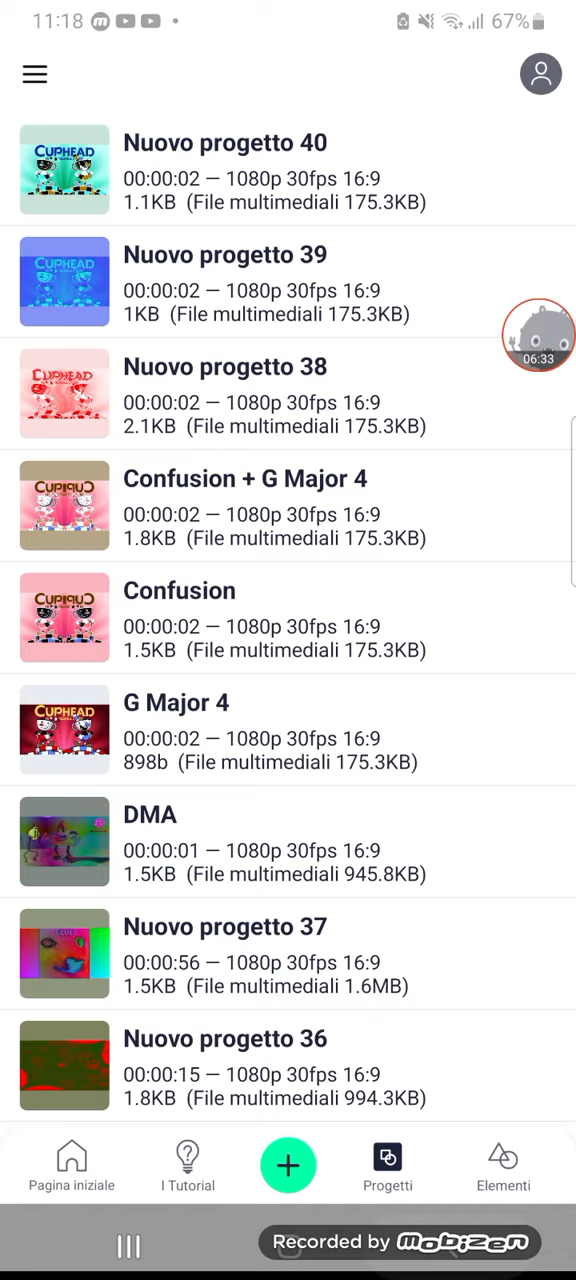 11:18
67%
CUPHEAD
Nuovo progetto 40
00:00:02 — 1080p 30fps 16:9
1.1KB (File multimediali 175.3KB)
CUPHEAD
Nuovo progetto 39
00:00:02 — 1080p 30fps 16:9
1KB (File multimediali 175.3KB)
06:33
CUPHEAD
Nuovo progetto 38
00:00:02 — 1080p 30fps 16:9
2.1KB (File multimediali 175.3KB)
Confusion + G Major 4
00:00:02 — 1080p 30fps 16:9
1.8KB (File multimediali 175.3KB)
Confusion
00:00:02 — 1080p 30fps 16:9
1.5KB (File multimediali 175.3KB)
CUPHEAD
G Major 4
00:00:02 — 1080p 30fps 16:9
898b (File multimediali 175.3KB)
DMA
00:00:01 — 1080p 30fps 16:9
1.5KB (File multimediali 945.8KB)
Nuovo progetto 37
00:00:56 — 1080p 30fps 16:9
1.5KB (File multimediali 1.6MB)
Nuovo progetto 36
00:00:15 — 1080p 30fps 16:9
1.8KB (File multimediali 994.3KB)
Pagina iniziale
I Tutorial
Progetti
Elementi
Recorded by mobizen